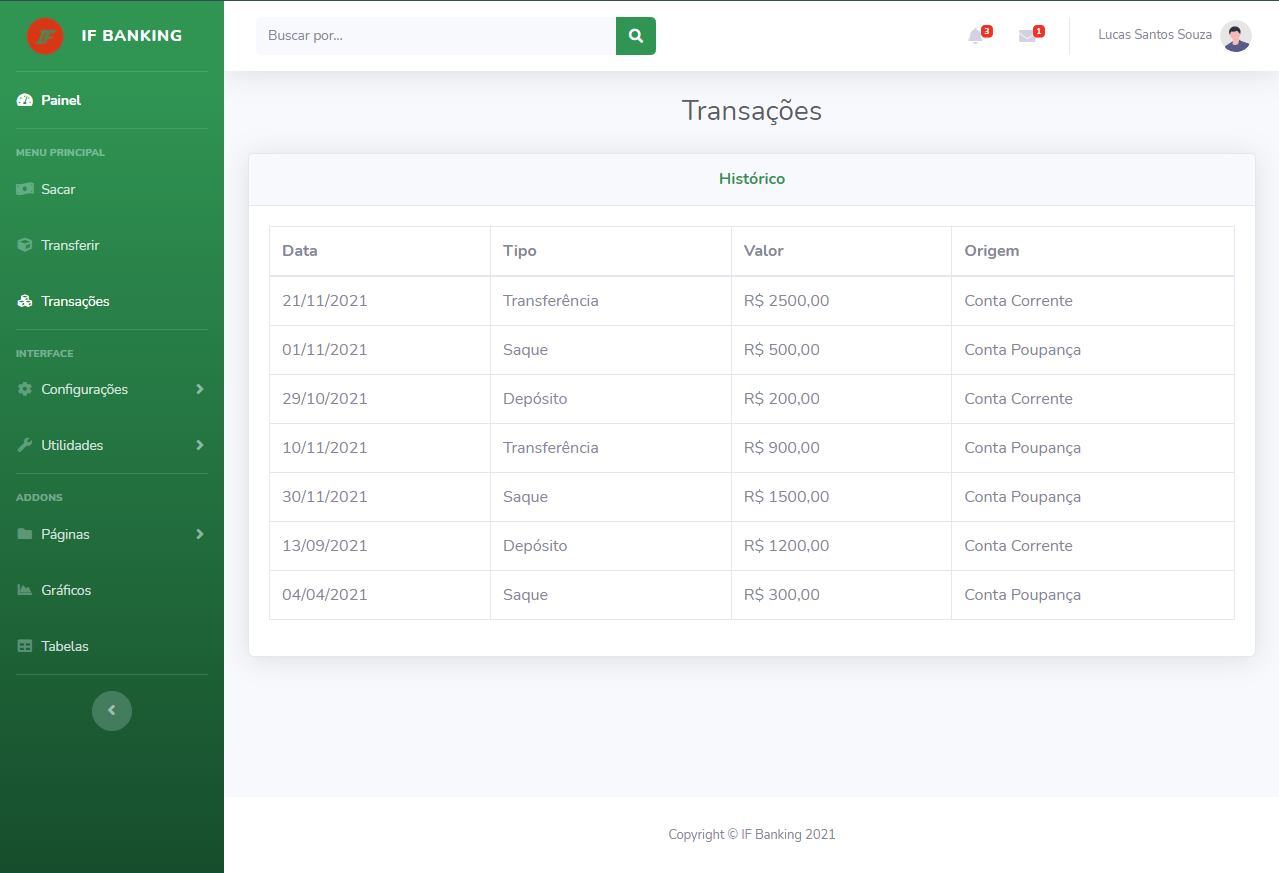 IF IF BANKING
Buscar por...
3
1
Lucas Santos Souza
Painel
MENU PRINCIPAL
Sacar
Transferir
Transações
INTERFACE
Configurações
Utilidades
ADDONS
Páginas
Gráficos
Tabelas
Transações
Histórico
Data Tipo Valor Origem
21/11/2021 Transferência R$ 2500,00 Conta Corrente
01/11/2021 Saque R$ 500,00 Conta Poupança
29/10/2021 Depósito R$ 200,00 Conta Corrente
10/11/2021 Transferência R$ 900,00 Conta Poupança
30/11/2021 Saque R$ 1500,00 Conta Poupança
13/09/2021 Depósito R$ 1200,00 Conta Corrente
04/04/2021 Saque R$ 300,00 Conta Poupança
Copyright © IF Banking 2021